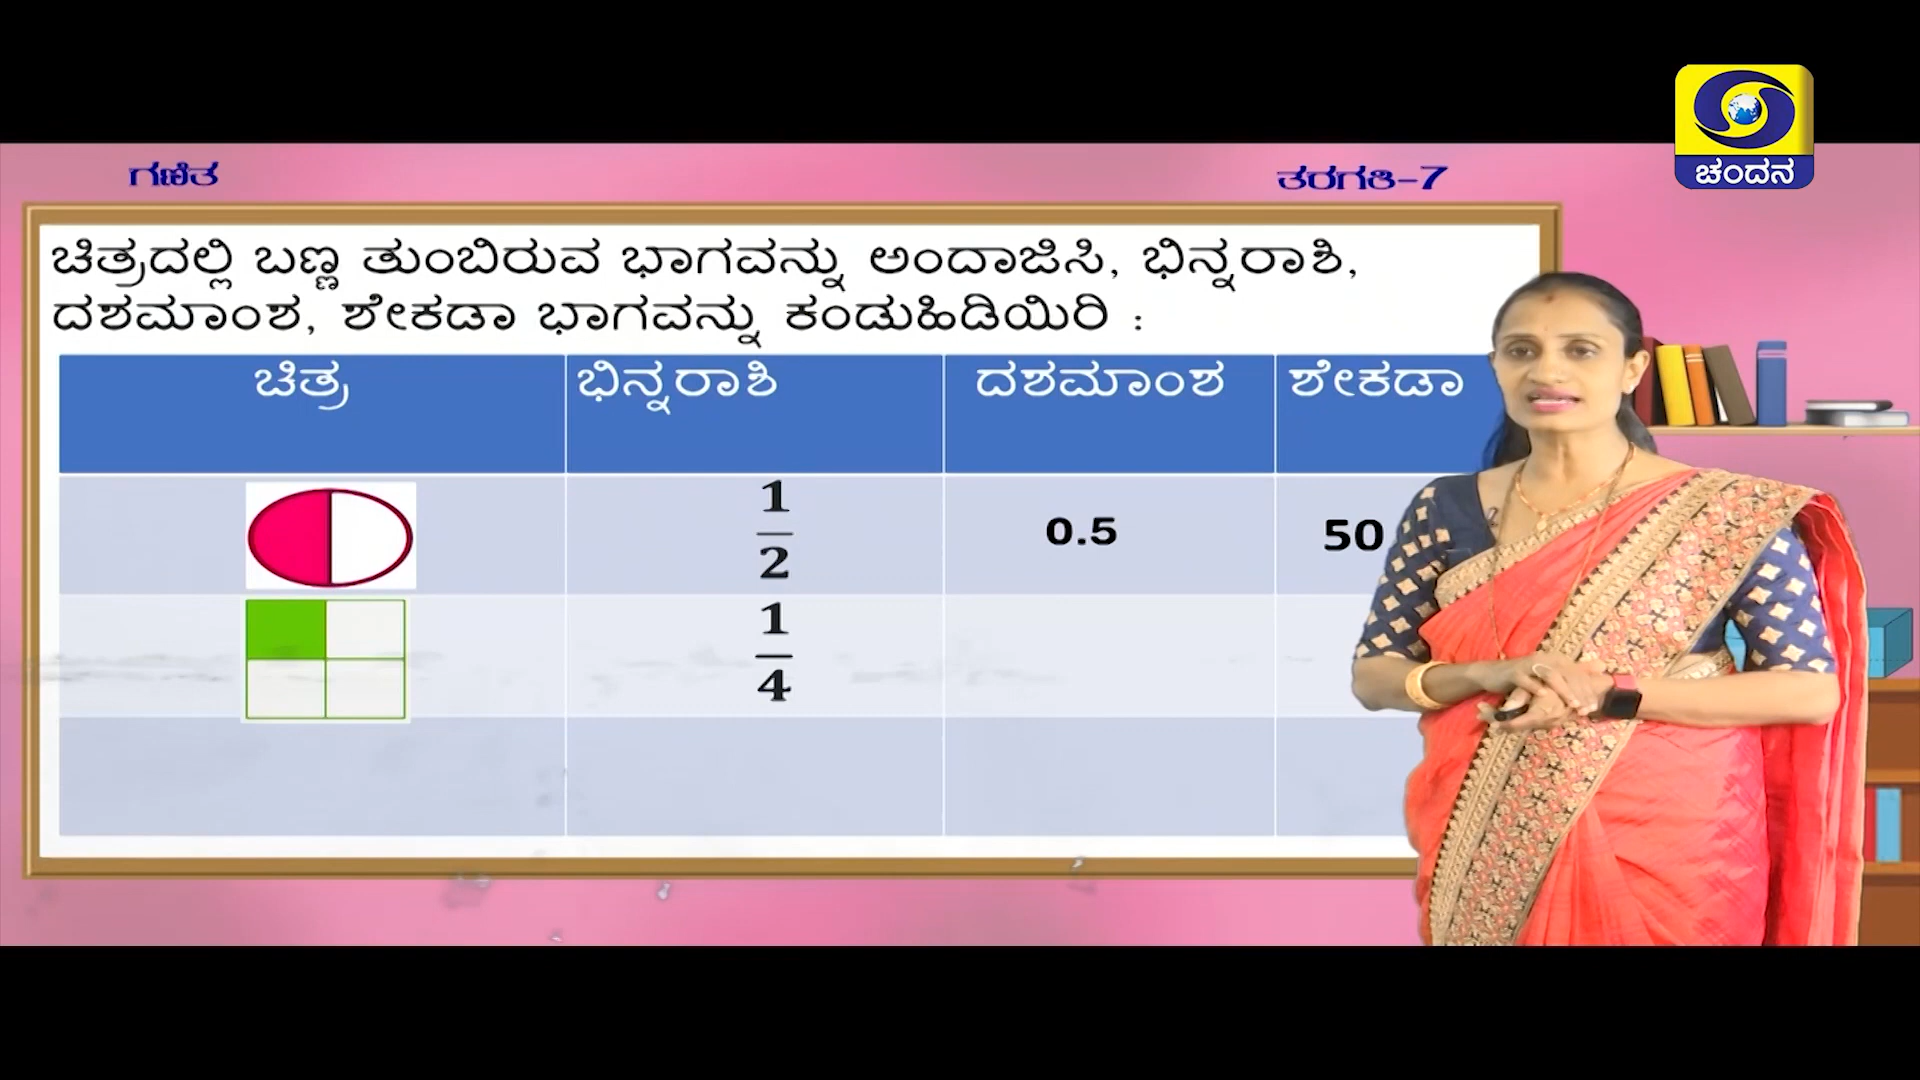 ಚಂದನ
ಗಣಿತ
ತರಗತಿ-7
ಚಿತ್ರದಲ್ಲಿ ಬಣ್ಣ ತುಂಬಿರುವ ಭಾಗವನ್ನು ಅಂದಾಜಿಸಿ, ಭಿನ್ನರಾಶಿ,
ದಶಮಾಂಶ, ಶೇಕಡಾ ಭಾಗವನ್ನು ಕಂಡುಹಿಡಿಯಿರಿ :
ಚಿತ್ರ ಭಿನ್ನರಾಶಿ ದಶಮಾಂಶ ಶೇಕಡಾ
1/2 0.5 50
1/4